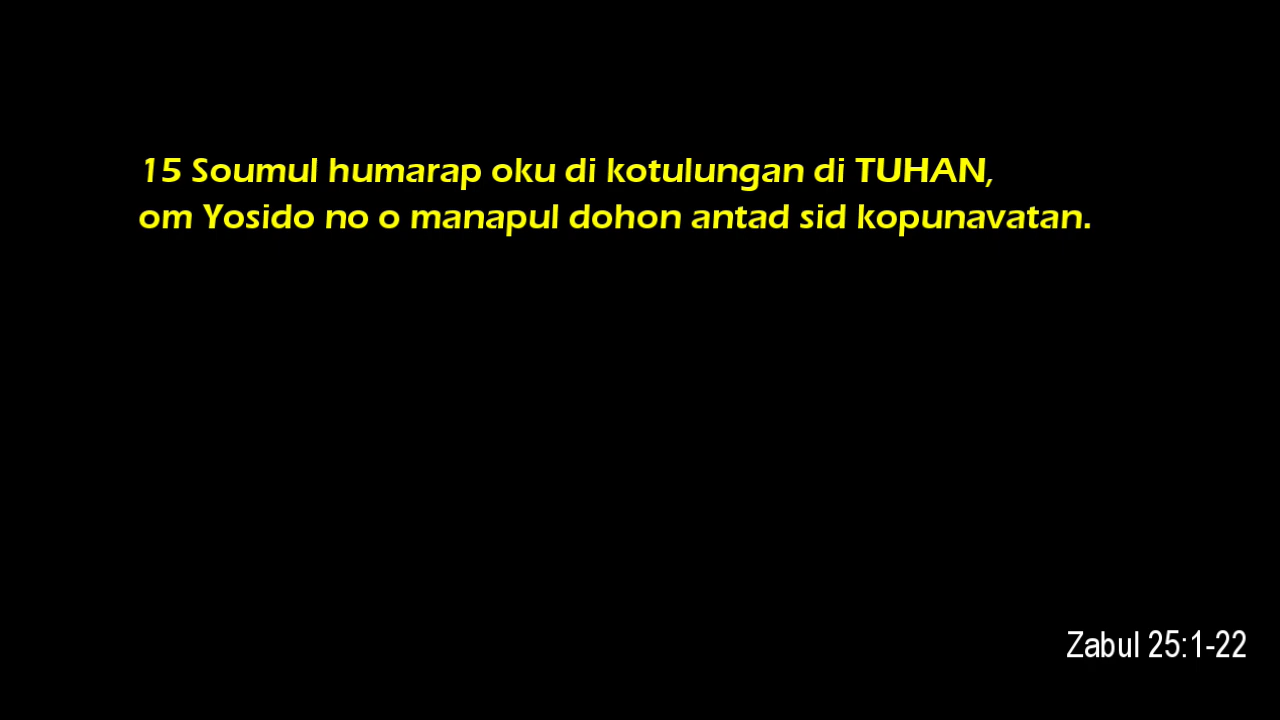 15 Soumul humarap oku di kotulungan di TUHAN,
om Yosido no o manapul dohon antad sid kopunavatan.
Zabul 25:1-22